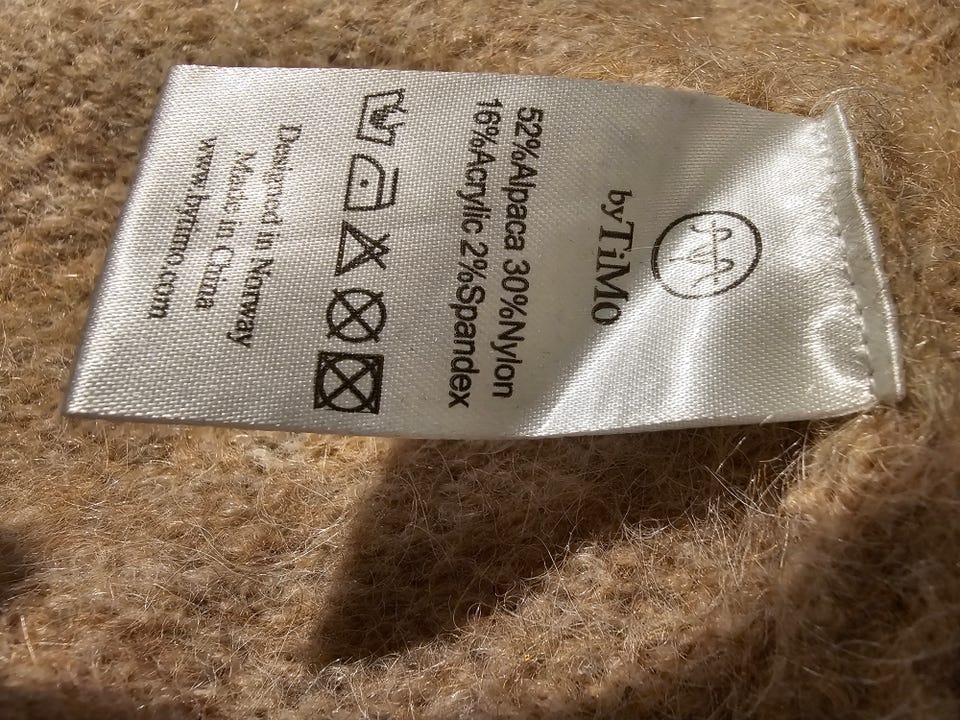 byTiMo
52%Alpaca 30%Nylon
16%Acrylic 2%Spandex
Designed in Norway
Made in China
www.bytimo.com